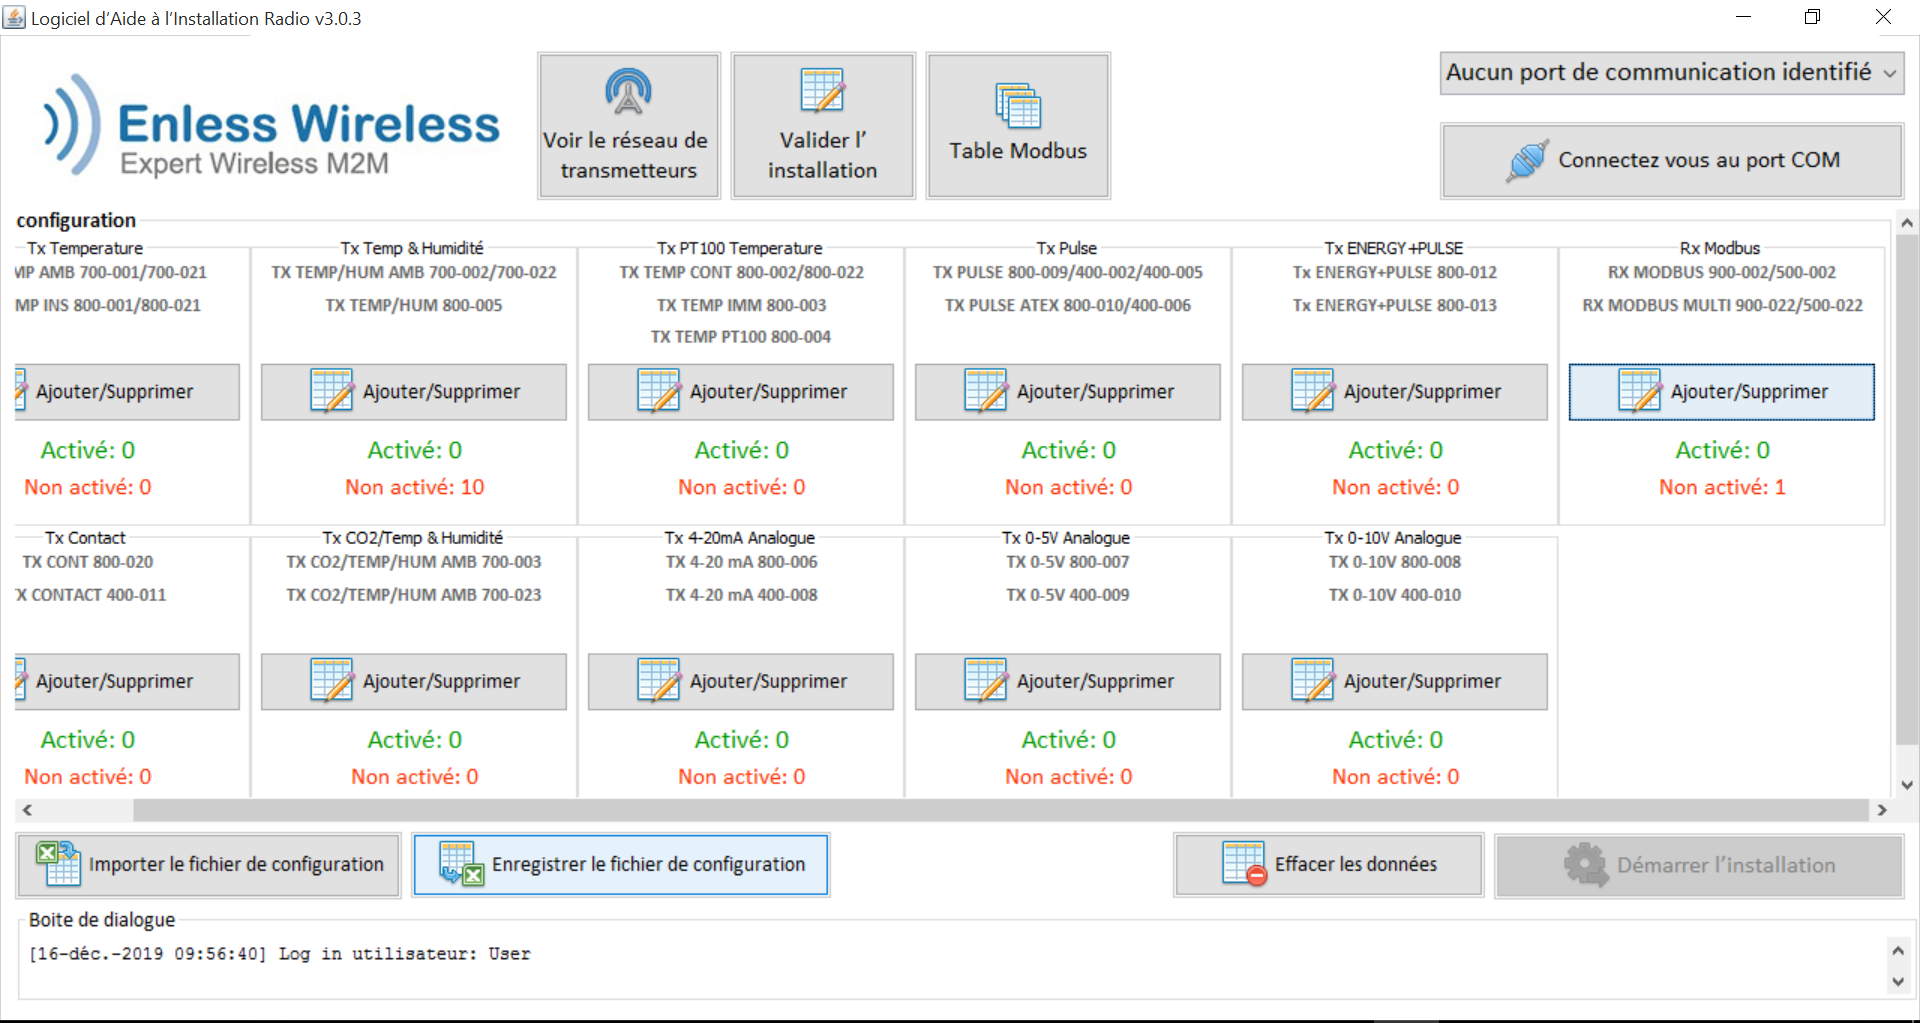 Logiciel d'Aide à l'Installation Radio v3.0.3
Enless Wireless
Expert Wireless M2M
Voir le réseau de
transmetteurs
Valider l'
installation
Table Modbus
Aucun port de communication identifié
Connectez vous au port COM
configuration
Tx Temperature
MP AMB 700-001/700-021
MP INS 800-001/800-021
Ajouter/Supprimer
Activé: 0
Non activé: 0
Tx Temp & Humidité
TX TEMP/HUM AMB 700-002/700-022
TX TEMP/HUM 800-005
Ajouter/Supprimer
Activé: 0
Non activé: 10
Tx PT100 Temperature
TX TEMP CONT 800-002/800-022
TX TEMP IMM 800-003
TX TEMP PT100 800-004
Ajouter/Supprimer
Activé: 0
Non activé: 0
Tx Pulse
TX PULSE 800-009/400-002/400-005
TX PULSE ATEX 800-010/400-006
Ajouter/Supprimer
Activé: 0
Non activé: 0
Tx ENERGY+PULSE
Tx ENERGY+PULSE 800-012
Tx ENERGY+PULSE 800-013
Ajouter/Supprimer
Activé: 0
Non activé: 0
Rx Modbus
RX MODBUS 900-002/500-002
RX MODBUS MULTI 900-022/500-022
Ajouter/Supprimer
Activé: 0
Non activé: 1
Tx Contact
TX CONT 800-020
X CONTACT 400-011
Ajouter/Supprimer
Activé: 0
Non activé: 0
Tx CO2/Temp & Humidité
TX CO2/TEMP/HUM AMB 700-003
TX CO2/TEMP/HUM AMB 700-023
Ajouter/Supprimer
Activé: 0
Non activé: 0
Tx 4-20mA Analogue
TX 4-20 mA 800-006
TX 4-20 mA 400-008
Ajouter/Supprimer
Activé: 0
Non activé: 0
Tx 0-5V Analogue
TX 0-5V 800-007
TX 0-5V 400-009
Ajouter/Supprimer
Activé: 0
Non activé: 0
Tx 0-10V Analogue
TX 0-10V 800-008
TX 0-10V 400-010
Ajouter/Supprimer
Activé: 0
Non activé: 0
Importer le fichier de configuration
Enregistrer le fichier de configuration
Effacer les données
Démarrer l'installation
Boite de dialogue
[16-déc.-2019 09:56:40] Log in utilisateur: User